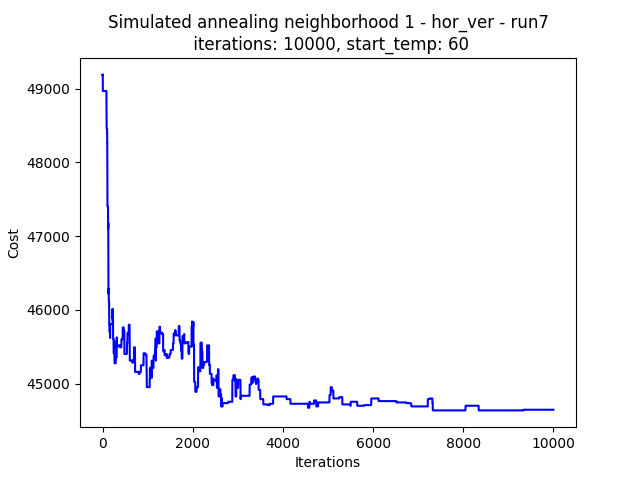 Simulated annealing neighborhood 1 - hor_ver - run7
iterations: 10000, start_temp: 60
49000
48000
47000
46000
45000
Cost
0 2000 4000 6000 8000 10000
Iterations